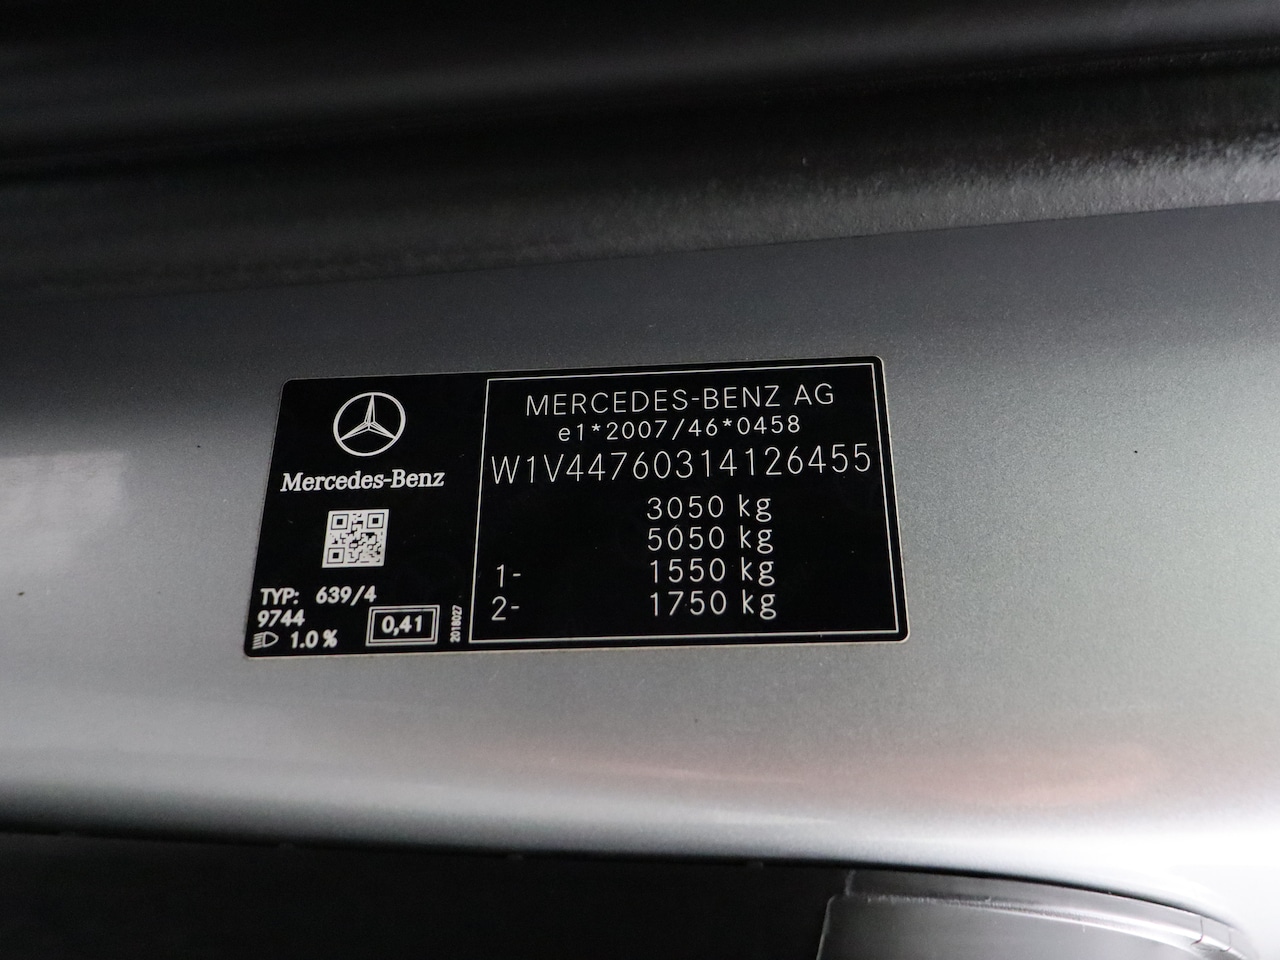 Mercedes-Benz
TYP: 639/4
9744
1.0 %
0,41
2018027
MERCEDES-BENZ AG
e1*2007/46*0458
W1V44760314126455
3050 kg
5050 kg
1- 1550 kg
2- 1750 kg